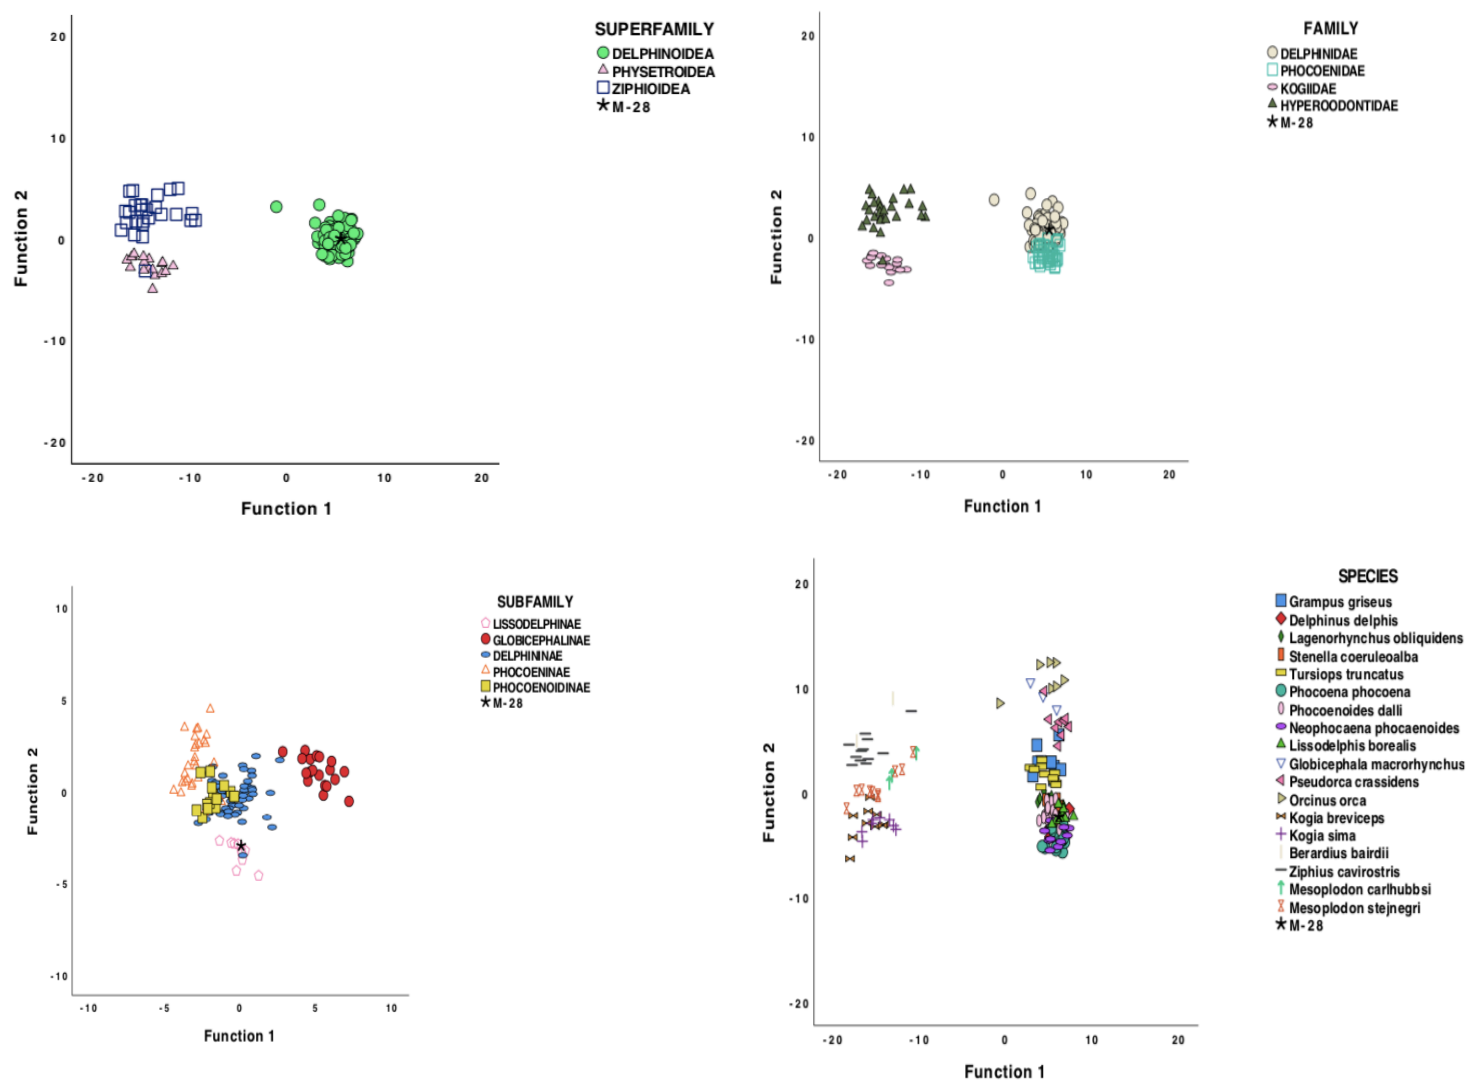 SUPERFAMILY
DELPHINOIDEA
PHYSETROIDEA
ZIPHIOIDEA
M-28
20
10
0
-10
-20
Function 2
-20
-10
0
10
20
Function 1
FAMILY
DELPHINIDAE
PHOCOENIDAE
KOGIIDAE
HYPEROODONTIDAE
M-28
20
10
0
-10
-20
Function 2
-20
-10
0
10
20
Function 1
SUBFAMILY
LISSODELPHINAE
GLOBICEPHALINAE
DELPHININAE
PHOCOENINAE
PHOCOENOIDINAE
M-28
10
5
0
-5
-10
Function 2
-10
-5
0
5
10
Function 1
SPECIES
Grampus griseus
Delphinus delphis
Lagenorhynchus obliquidens
Stenella coeruleoalba
Tursiops truncatus
Phocoena phocoena
Phocoenoides dalli
Neophocaena phocaenoides
Lissodelphis borealis
Globicephala macrorhynchus
Pseudorca crassidens
Orcinus orca
Kogia breviceps
Kogia sima
Berardius bairdii
Ziphius cavirostris
Mesoplodon carlhubbsi
Mesoplodon stejnegri
M-28
20
10
0
-10
-20
Function 2
-20
-10
0
10
20
Function 1